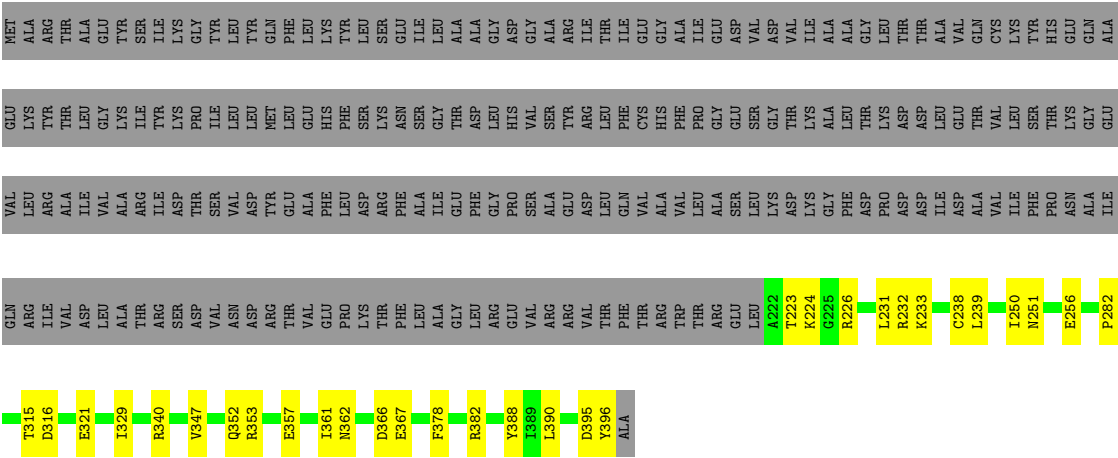 MET ALA ARG THR ALA GLU TYR SER ILE LYS GLY TYR LEU TYR GLN PHE LEU LYS TYR LEU SER GLU ILE LEU ALA ALA GLY ASP GLY ALA ARG ILE THR ILE GLU GLY ALA ILE GLU ASP VAL ASP VAL ILE ALA ALA GLY LEU THR THR ALA VAL GLN CYS LYS TYR HIS GLU GLN ALA
GLU LYS TYR THR LEU GLY LYS ILE TYR LYS PRO ILE LEU LEU MET LEU GLU HIS PHE SER LYS ASN SER GLY THR ASP LEU HIS VAL SER TYR ARG LEU PHE CYS HIS PHE PRO GLY GLU SER GLY THR LYS ALA LEU THR LYS ASP ASP LEU GLU THR VAL LEU SER THR LYS GLY GLU
VAL LEU ARG ALA ILE VAL ALA ARG ILE ASP THR SER VAL ASP TYR GLU ALA PHE LEU ASP ARG PHE ALA ILE GLU PHE GLY PRO SER ALA GLU ASP LEU GLN VAL ALA VAL LEU ALA SER LEU LYS ASP LYS GLY PHE ASP PRO ASP ASP ILE ASP ALA VAL ILE PHE PRO ASN ALA ILE
GLN ARG ILE VAL ASP LEU ALA THR ARG SER ASP VAL ASN ASP ARG THR VAL GLU PRO LYS THR PHE LEU ALA GLY LEU ARG GLU VAL ARG ARG VAL THR PHE THR ARG TRP THR ARG GLU LEU A222 T223 K224 G225 R226 L231 R232 K233 C238 L239 I250 N251 E256 P282
T315 D316 E321 I329 R340 V347 Q352 R353 E357 I361 N362 D366 E367 F378 R382 Y388 I389 L390 D395 Y396 ALA